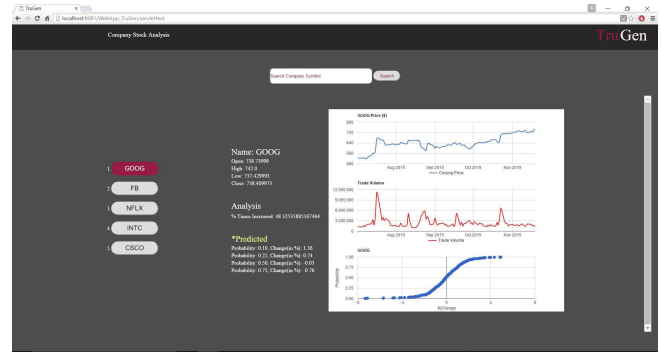 TruGen
localhost:8081/WebApp_TruGen/servlettest
Company Stock Analysis
TruGen
Search Company Symbol
Search
1. GOOG
2. FB
3. NFLX
4. INTC
5. CSCO
Name: GOOG
Open: 738.73999
High: 742.0
Low: 737.429993
Close: 738.409973
Analysis
% Times Increased: 48.32535885167464
*Predicted
Probability: 0.10, Change(in %): 1.36
Probability: 0.25, Change(in %): 0.74
Probability: 0.50, Change(in %): -0.03
Probability: 0.75, Change(in %): -0.76
GOOG Price ($)
800
720
640
560
480
Aug 2015 Sep 2015 Oct 2015 Nov 2015
Closing Price
Trade Volume
12,000,000
9,000,000
6,000,000
3,000,000
0
Aug 2015 Sep 2015 Oct 2015 Nov 2015
Trade Volume
GOOG
Probability
1.00
0.75
0.50
0.25
0.00
-6 -3 0 3 6
%Change